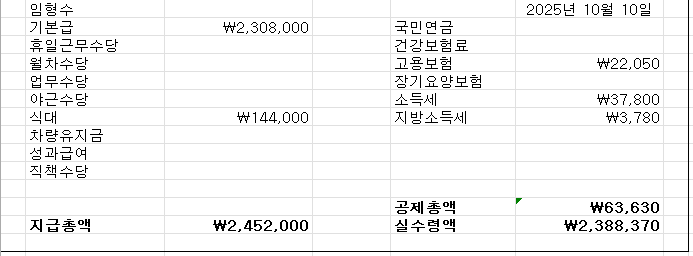 임형수 2025년 10월 10일
기본급 ₩2,308,000 국민연금
휴일근무수당 건강보험료
월차수당 고용보험 ₩22,050
업무수당 장기요양보험
야근수당 소득세 ₩37,800
식대 ₩144,000 지방소득세 ₩3,780
차량유지금
성과급여
직책수당
공제총액 ₩63,630
지급총액 ₩2,452,000 실수령액 ₩2,388,370